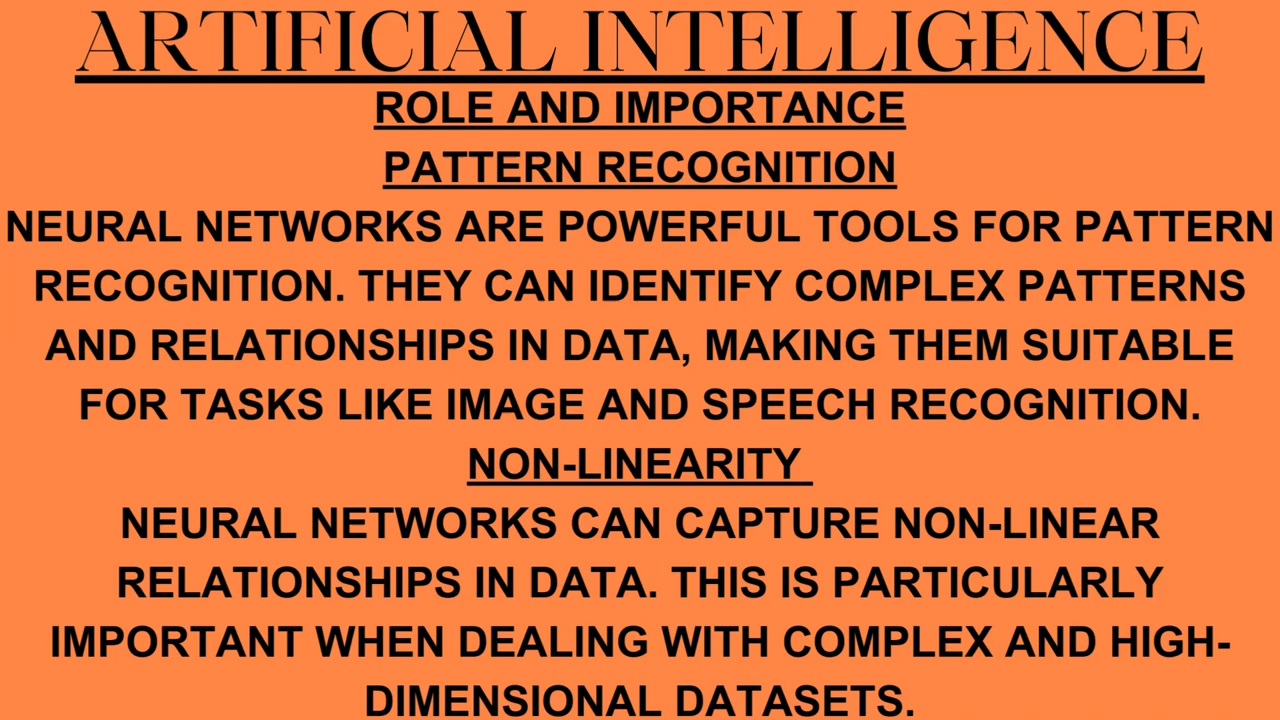 ARTIFICIAL INTELLIGENCE
ROLE AND IMPORTANCE
PATTERN RECOGNITION
NEURAL NETWORKS ARE POWERFUL TOOLS FOR PATTERN
RECOGNITION. THEY CAN IDENTIFY COMPLEX PATTERNS
AND RELATIONSHIPS IN DATA, MAKING THEM SUITABLE
FOR TASKS LIKE IMAGE AND SPEECH RECOGNITION.
NON-LINEARITY
NEURAL NETWORKS CAN CAPTURE NON-LINEAR
RELATIONSHIPS IN DATA. THIS IS PARTICULARLY
IMPORTANT WHEN DEALING WITH COMPLEX AND HIGH-
DIMENSIONAL DATASETS.